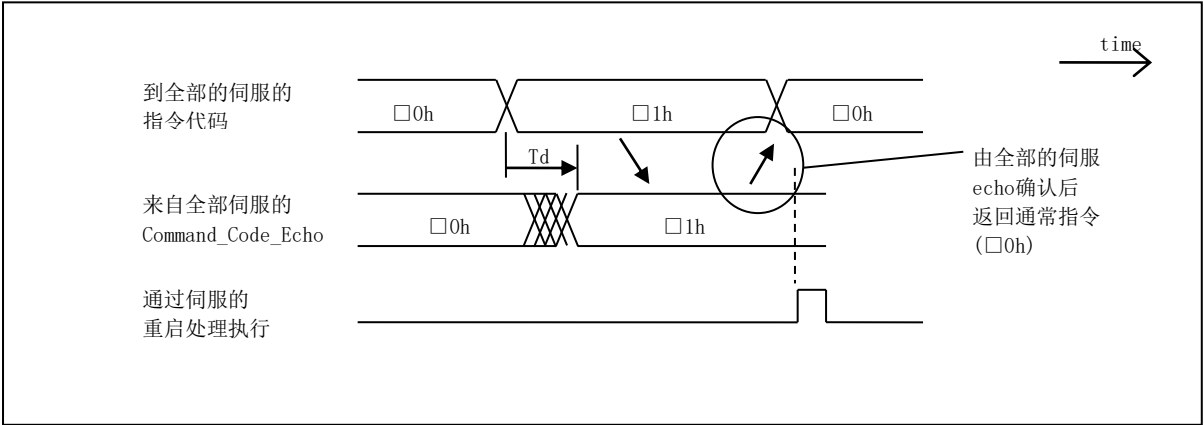 time
到全部的伺服的
指令代码
□0h
□1h
□0h
Td
由全部的伺服
echo确认后
返回通常指令
(□0h)
来自全部伺服的
Command_Code_Echo
□0h
□1h
通过伺服的
重启处理执行